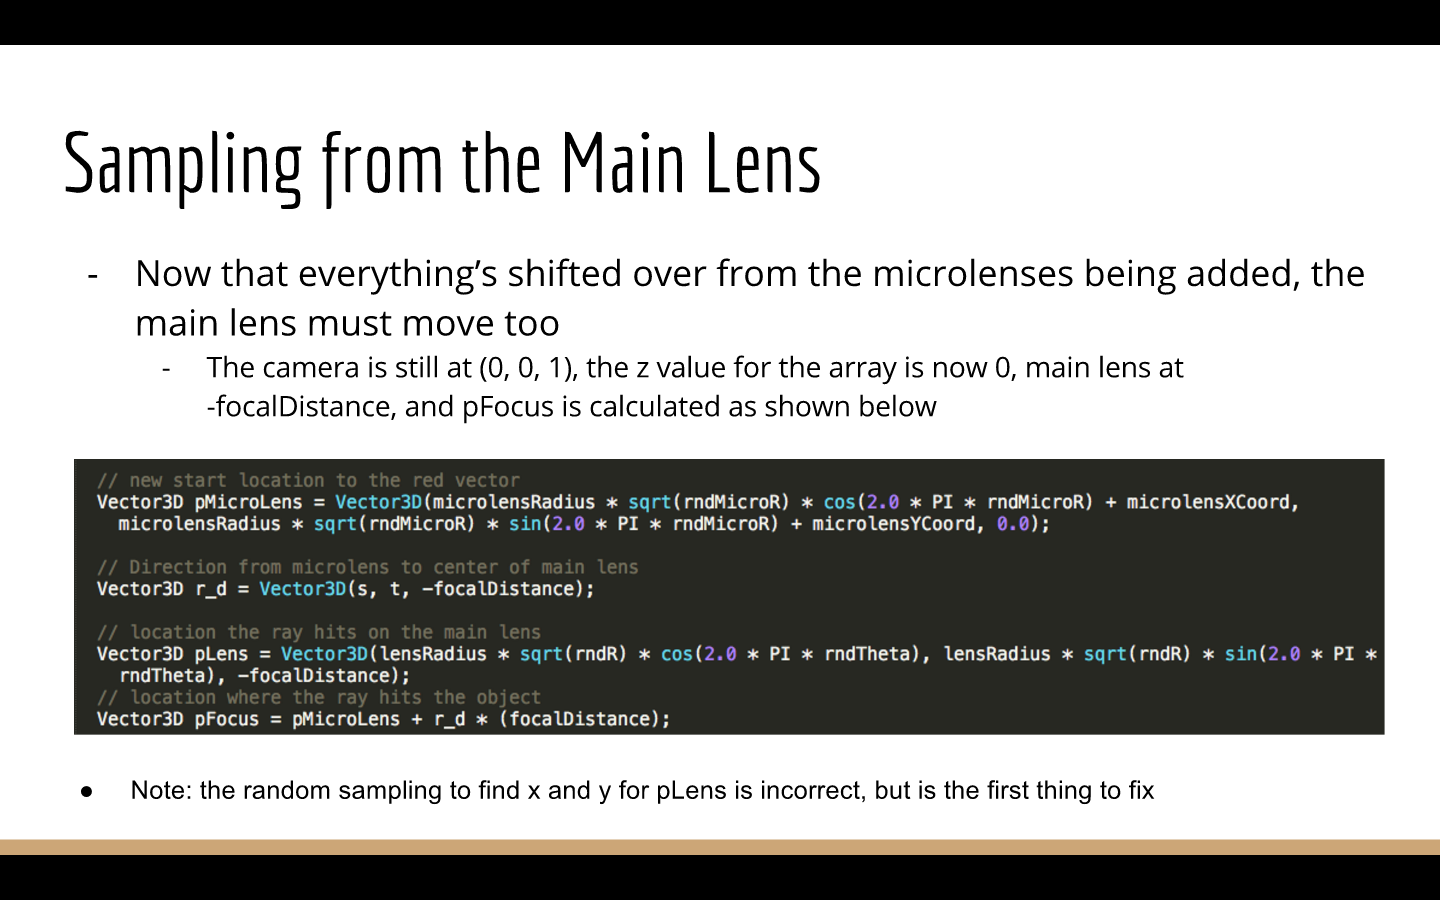 Sampling from the Main Lens
- Now that everything’s shifted over from the microlenses being added, the
main lens must move too
- The camera is still at (0, 0, 1), the z value for the array is now 0, main lens at
-focalDistance, and pFocus is calculated as shown below
// new start location to the red vector
Vector3D pMicroLens = Vector3D(microlensRadius * sqrt(rndMicroR) * cos(2.0 * PI * rndMicroR) + microlensXCoord,
microlensRadius * sqrt(rndMicroR) * sin(2.0 * PI * rndMicroR) + microlensYCoord, 0.0);
// Direction from microlens to center of main lens
Vector3D r_d = Vector3D(s, t, -focalDistance);
// location the ray hits on the main lens
Vector3D pLens = Vector3D(lensRadius * sqrt(rndR) * cos(2.0 * PI * rndTheta), lensRadius * sqrt(rndR) * sin(2.0 * PI *
rndTheta), -focalDistance);
// location where the ray hits the object
Vector3D pFocus = pMicroLens + r_d * (focalDistance);
● Note: the random sampling to find x and y for pLens is incorrect, but is the first thing to fix